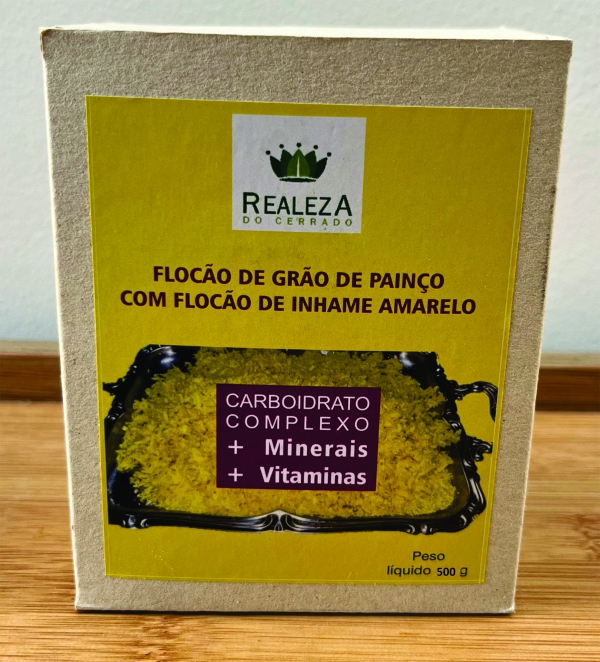 REALEZA
DO CERRADO
FLOCÃO DE GRÃO DE PAINÇO
COM FLOCÃO DE INHAME AMARELO
CARBOIDRATO
COMPLEXO
+ Minerais
+ Vitaminas
Peso
líquido 500 g